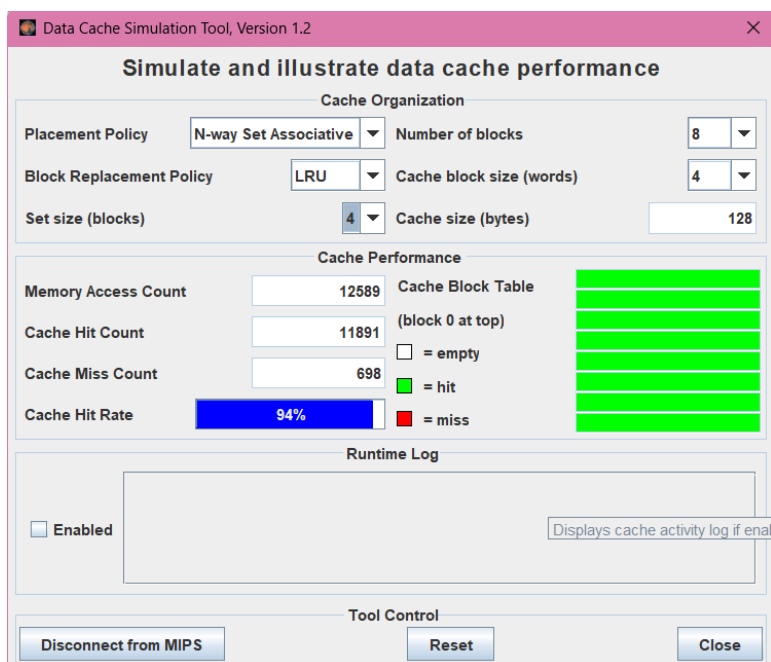 Data Cache Simulation Tool, Version 1.2
Simulate and illustrate data cache performance
Cache Organization
Placement Policy N-way Set Associative Number of blocks 8
Block Replacement Policy LRU Cache block size (words) 4
Set size (blocks) 4 Cache size (bytes) 128
Cache Performance
Memory Access Count 12589 Cache Block Table
(block 0 at top)
Cache Hit Count 11891
= empty
Cache Miss Count 698
= hit
Cache Hit Rate 94% = miss
Runtime Log
Enabled Displays cache activity log if enal
Tool Control
Disconnect from MIPS Reset Close